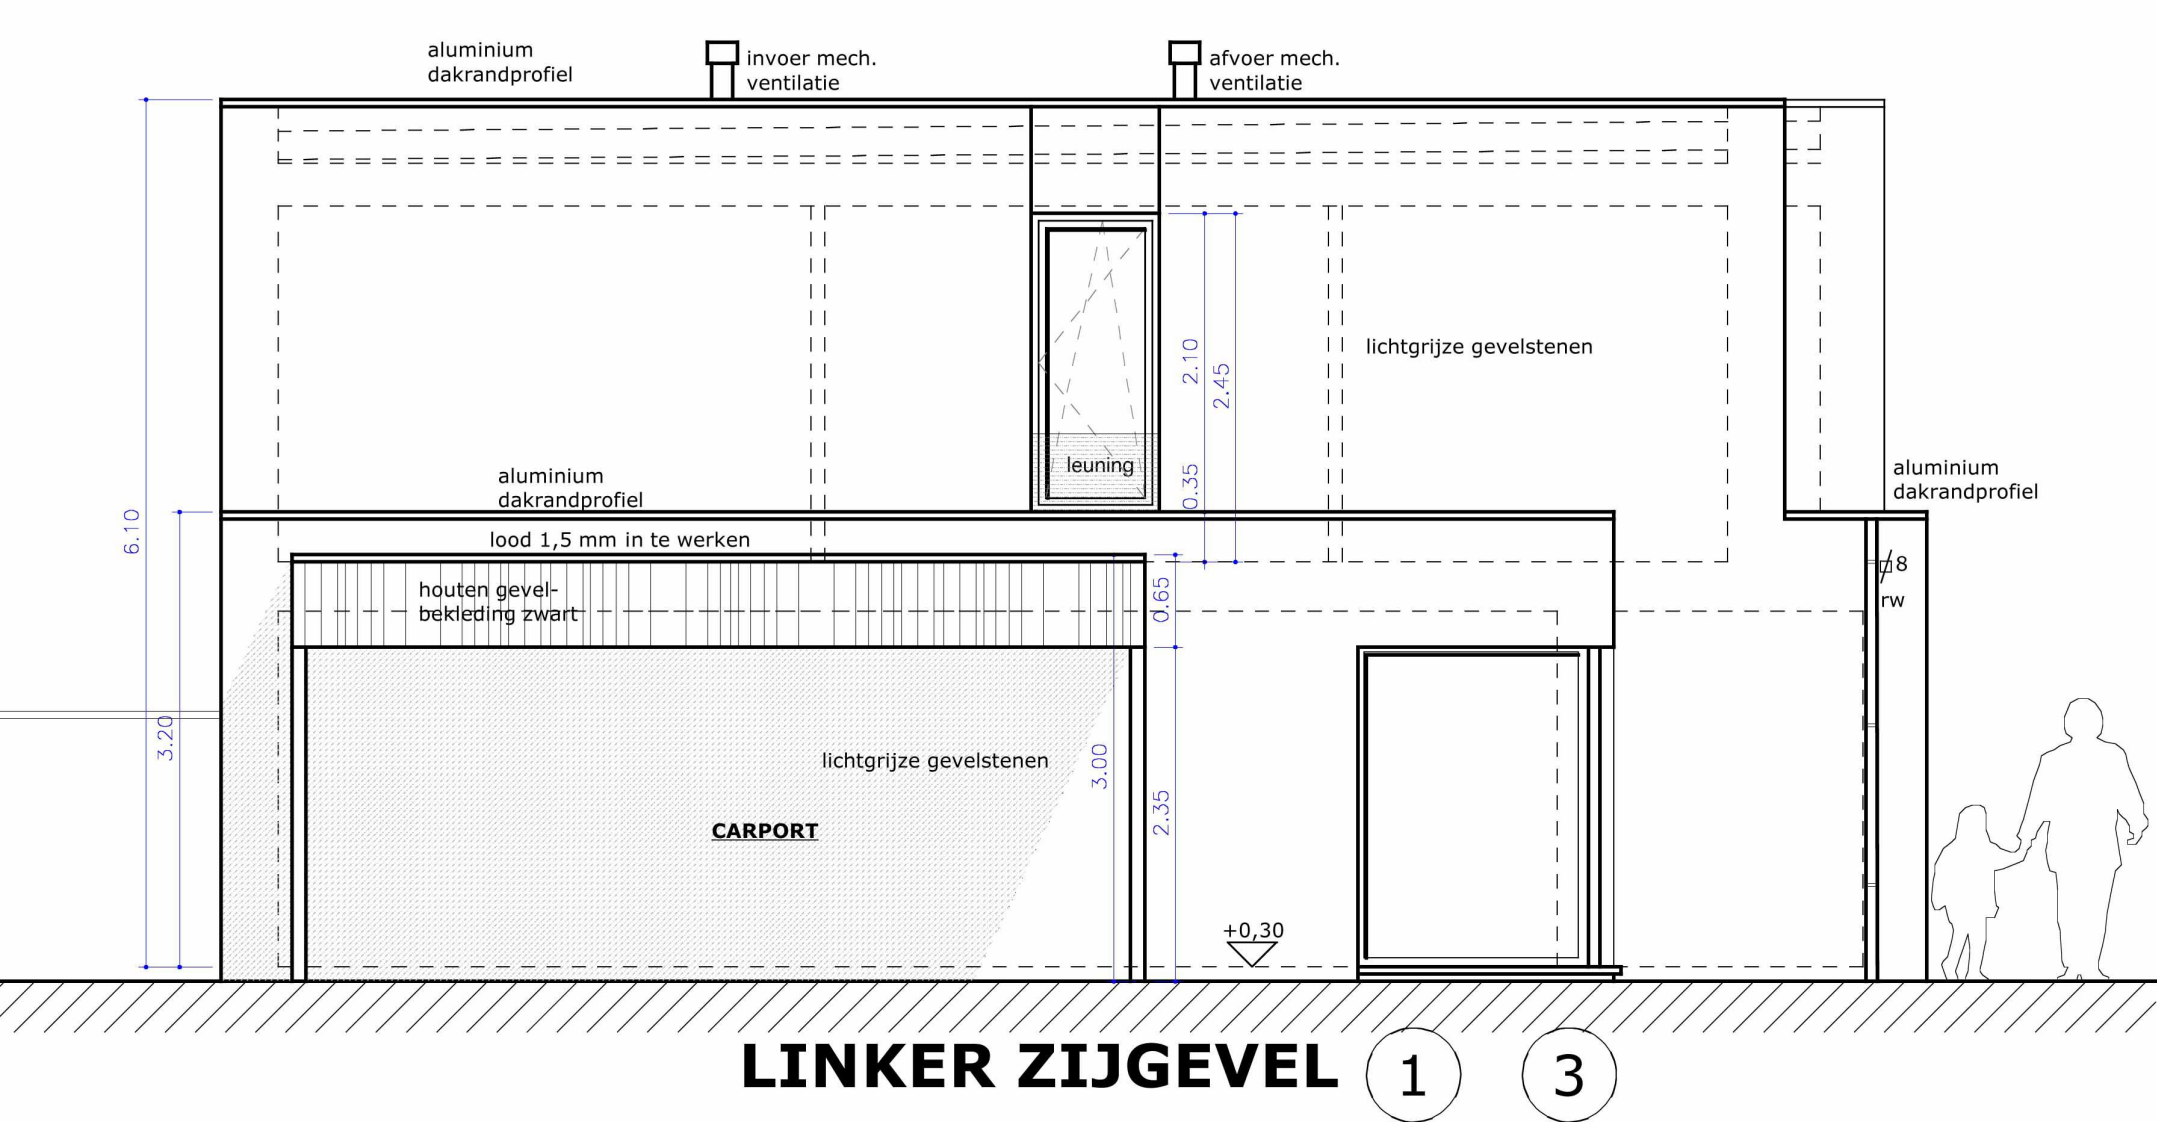 aluminium
dakrandprofiel
invoer mech.
ventilatie
afvoer mech.
ventilatie
2.10
2.45
lichtgrijze gevelstenen
leuning
0.35
aluminium
dakrandprofiel
aluminium
dakrandprofiel
6.10
lood 1,5 mm in te werken
houten gevel-
bekleding zwart
0.65
8
rw
3.20
lichtgrijze gevelstenen
3.00
2.35
CARPORT
+0,30
LINKER ZIJGEVEL 1 3